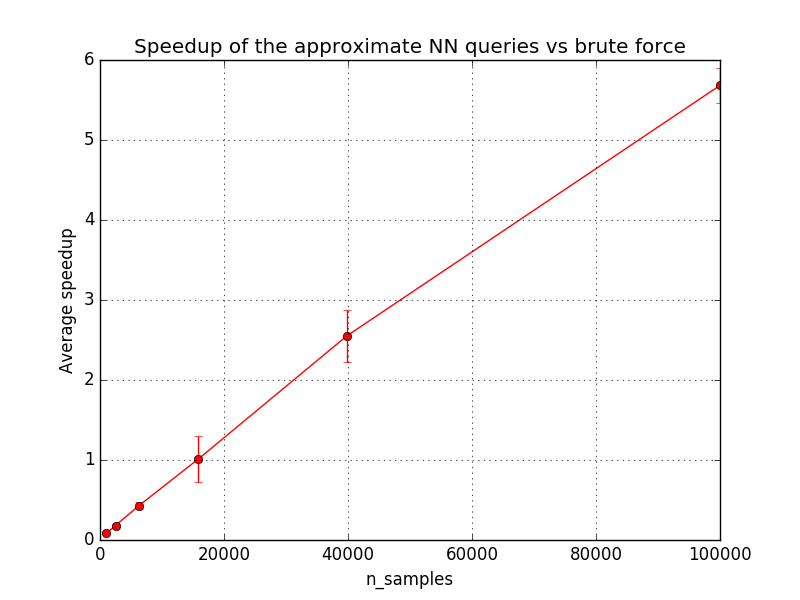 Speedup of the approximate NN queries vs brute force
6
5
4
3
2
1
0
Average speedup
0 20000 40000 60000 80000 100000
n_samples